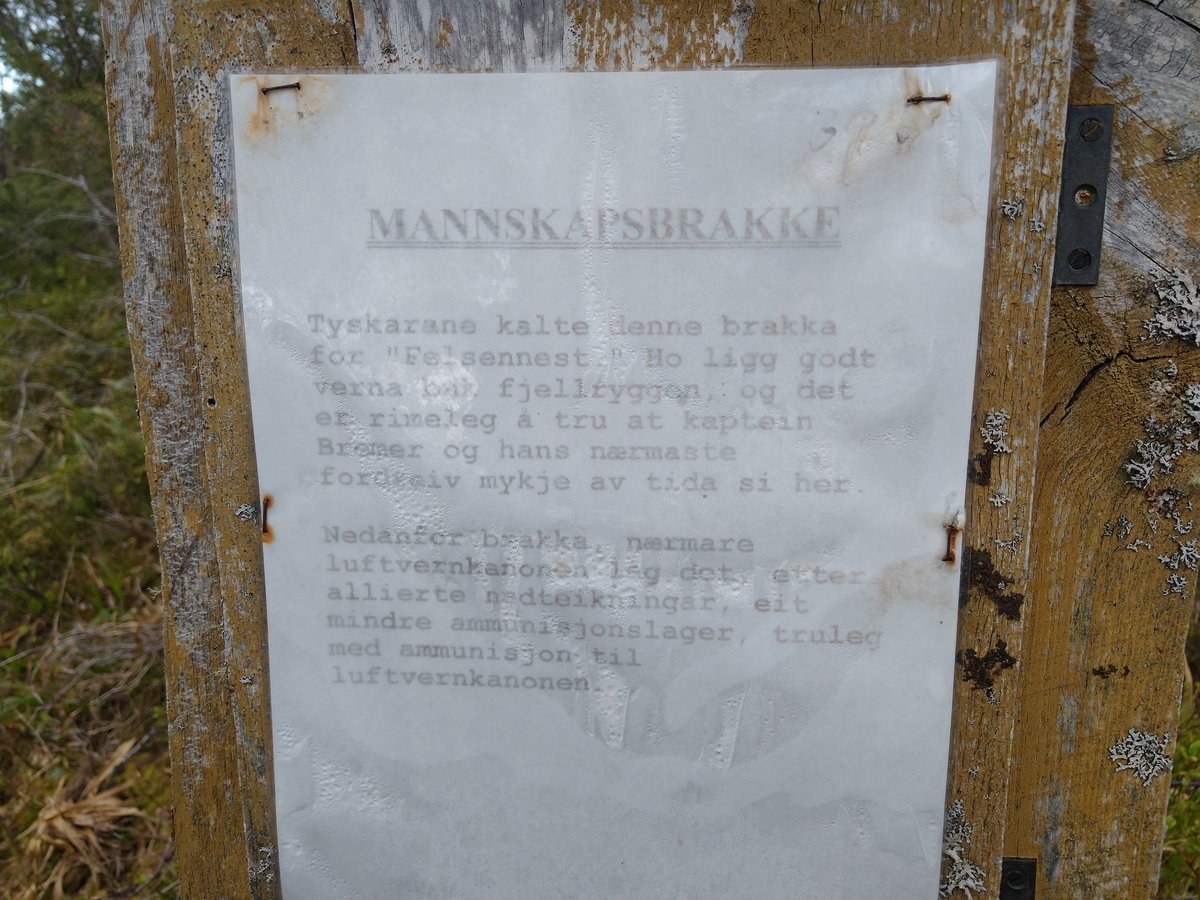 MANNSKAPSBRAKKE
Tyskarane kalte denne brakka
for "Felsennest." Ho ligg godt
verna bak fjellryggen, og det
er rimeleg å tru at kaptein
Bremer og hans nærmaste
fordreiv mykje av tida si her.
Nedanfor brakka, nærmare
luftvernkanonen låg det, etter
allierte nedteikningar, eit
mindre ammunisjonslager, truleg
med ammunisjon til
luftvernkanonen.